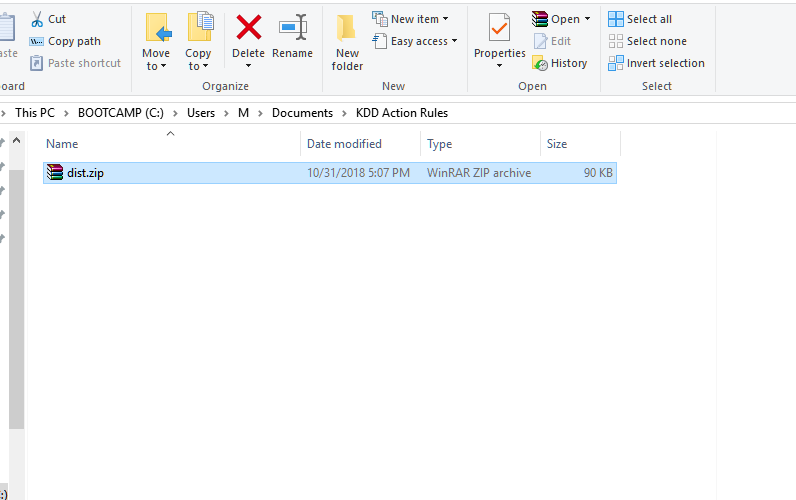 Cut
Copy path
Paste shortcut
Move to
Copy to
Delete
Rename
New folder
New item
Easy access
Properties
Open
Edit
History
Select all
Select none
Invert selection
Organize
New
Open
Select
This PC > BOOTCAMP (C:) > Users > M > Documents > KDD Action Rules
Name Date modified Type Size
dist.zip 10/31/2018 5:07 PM WinRAR ZIP archive 90 KB